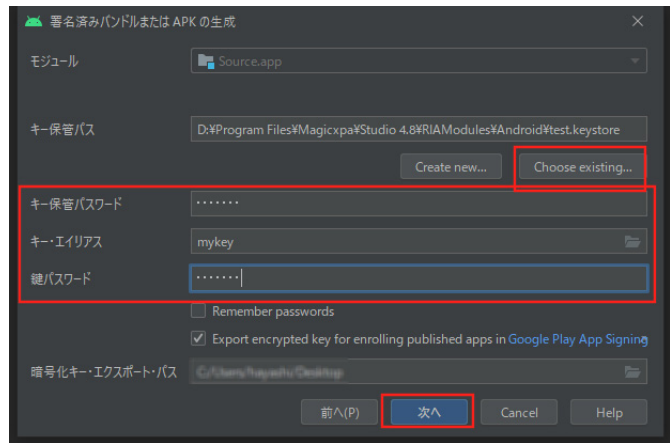 署名済みバンドルまたは APK の生成
モジュール
Source.app
キー保管パス
D:¥Program Files¥Magicxpa¥Studio 4.8¥RIAModules¥Android¥test.keystore
Create new...
Choose existing...
キー保管パスワード
·······
キー・エイリアス
mykey
鍵パスワード
·······
Remember passwords
Export encrypted key for enrolling published apps in Google Play App Signing
暗号化キー・エクスポート・パス
C:/Users/hayashi/Desktop
前へ(P)
次へ
Cancel
Help